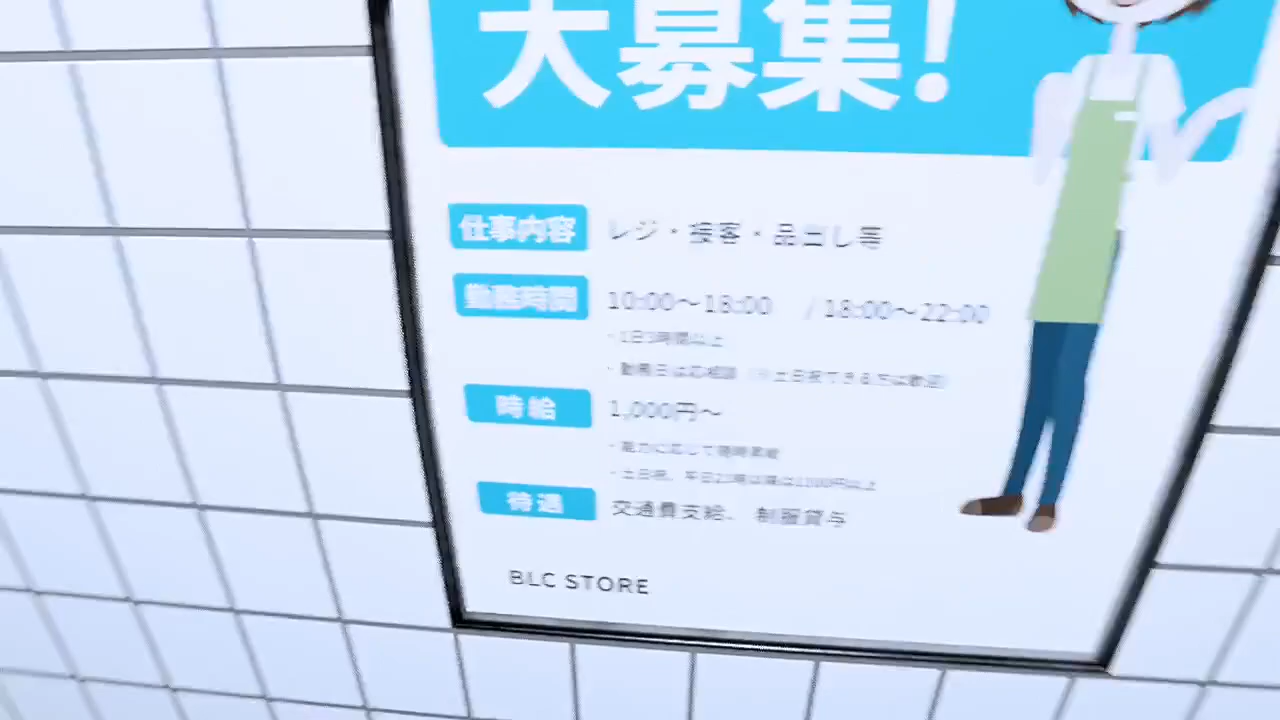 大募集!
仕事内容 レジ・接客・品出し等
勤務時間 10:00～18:00 / 18:00～22:00
・1日3時間以上
・勤務日は応相談 (※土日祝できる方は歓迎)
時給 1,000円～
・能力に応じて随時昇給
・土日祝、平日22時以降は1100円以上
待遇 交通費支給、制服貸与
BLC STORE